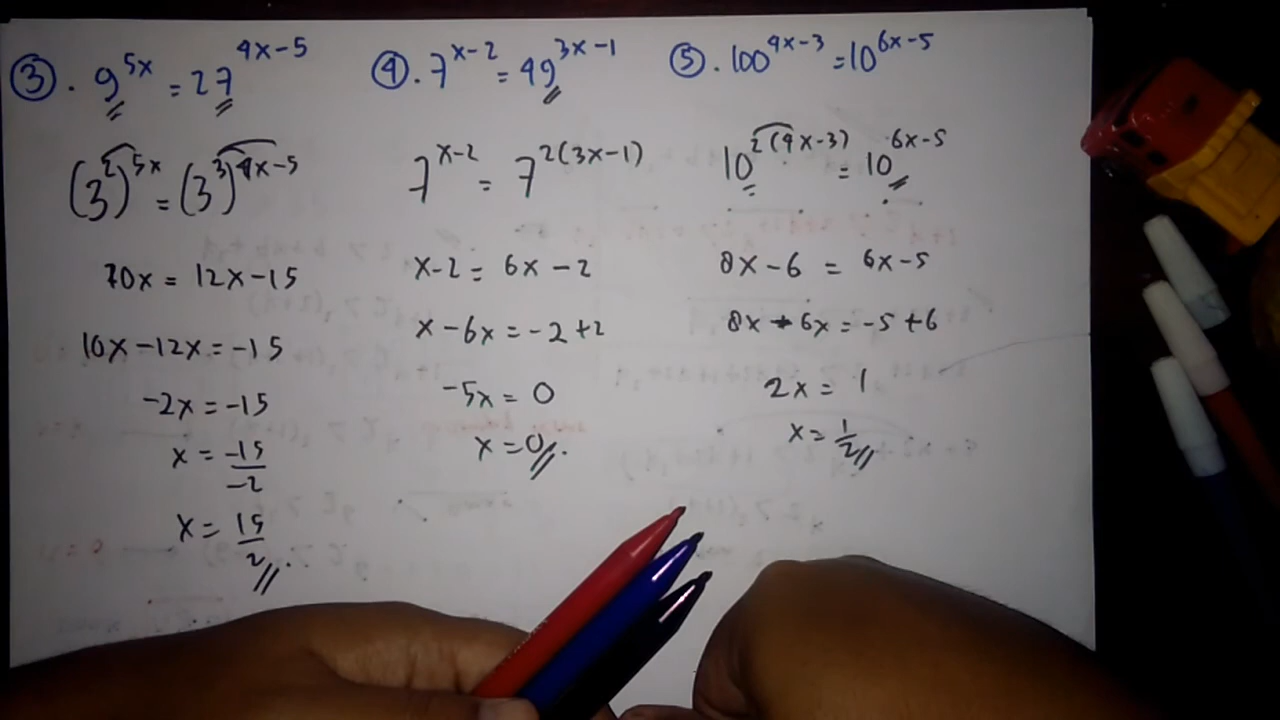 ③. 9^5x = 27^4x-5
(3^2)^5x = (3^3)^4x-5
10x = 12x-15
10x-12x=-15
-2x=-15
x = -15/-2
x = 15/2
④. 7^x-2 = 49^3x-1
7^x-2 = 7^2(3x-1)
x-2 = 6x-2
x-6x=-2+2
-5x = 0
x=0.
⑤. 100^4x-3 = 10^6x-5
10^2(4x-3) = 10^6x-5
8x-6 = 6x-5
8x-6x=-5+6
2x = 1
x=1/2